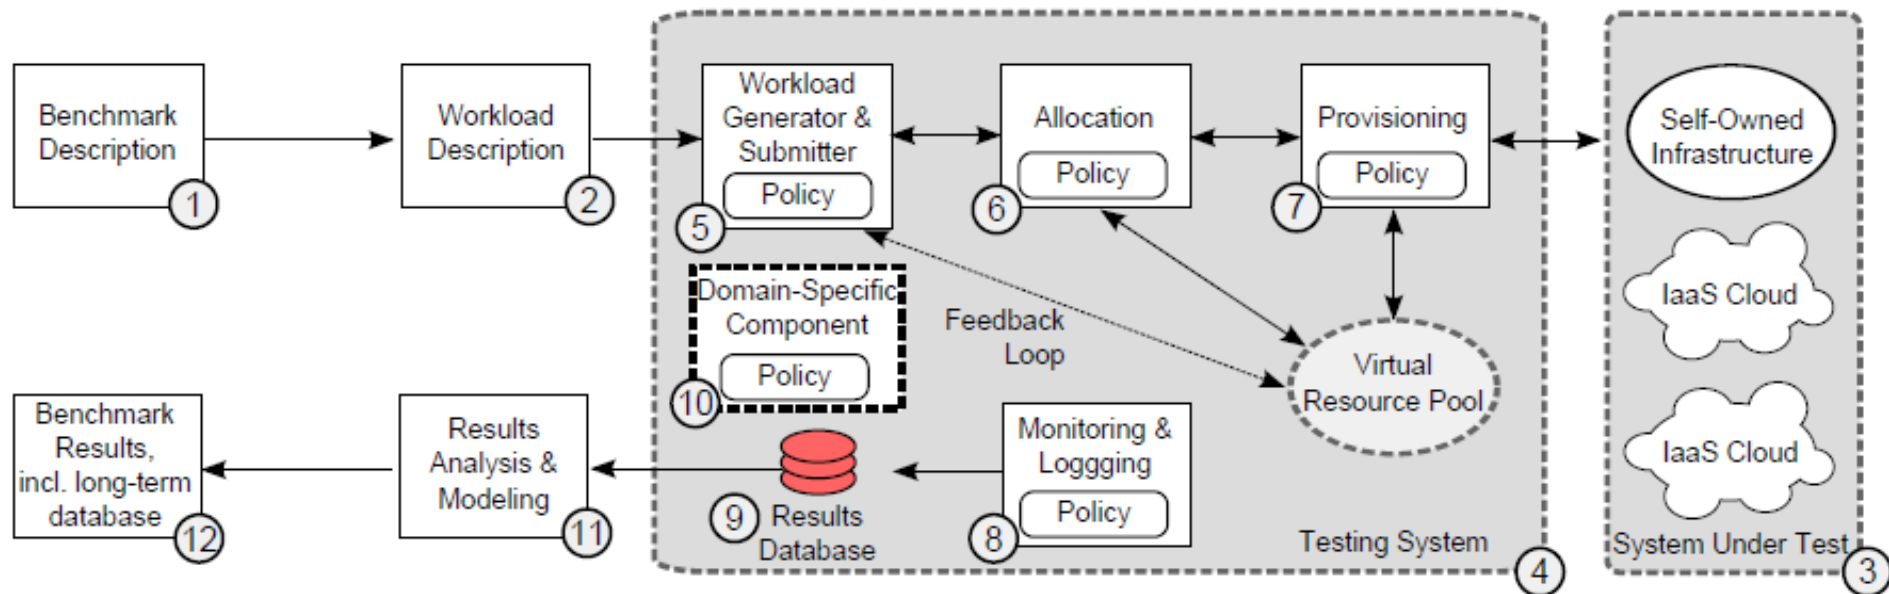 Benchmark
Description
1
Workload
Description
2
Workload
Generator &
Submitter
Policy
5
Allocation
Policy
6
Provisioning
Policy
7
Self-Owned
Infrastructure
IaaS Cloud
IaaS Cloud
System Under Test
3
Domain-Specific
Component
Policy
10
Feedback
Loop
Virtual
Resource Pool
Benchmark
Results,
incl. long-term
database
12
Results
Analysis &
Modeling
11
9
Results
Database
Monitoring &
Loggging
Policy
8
Testing System
4